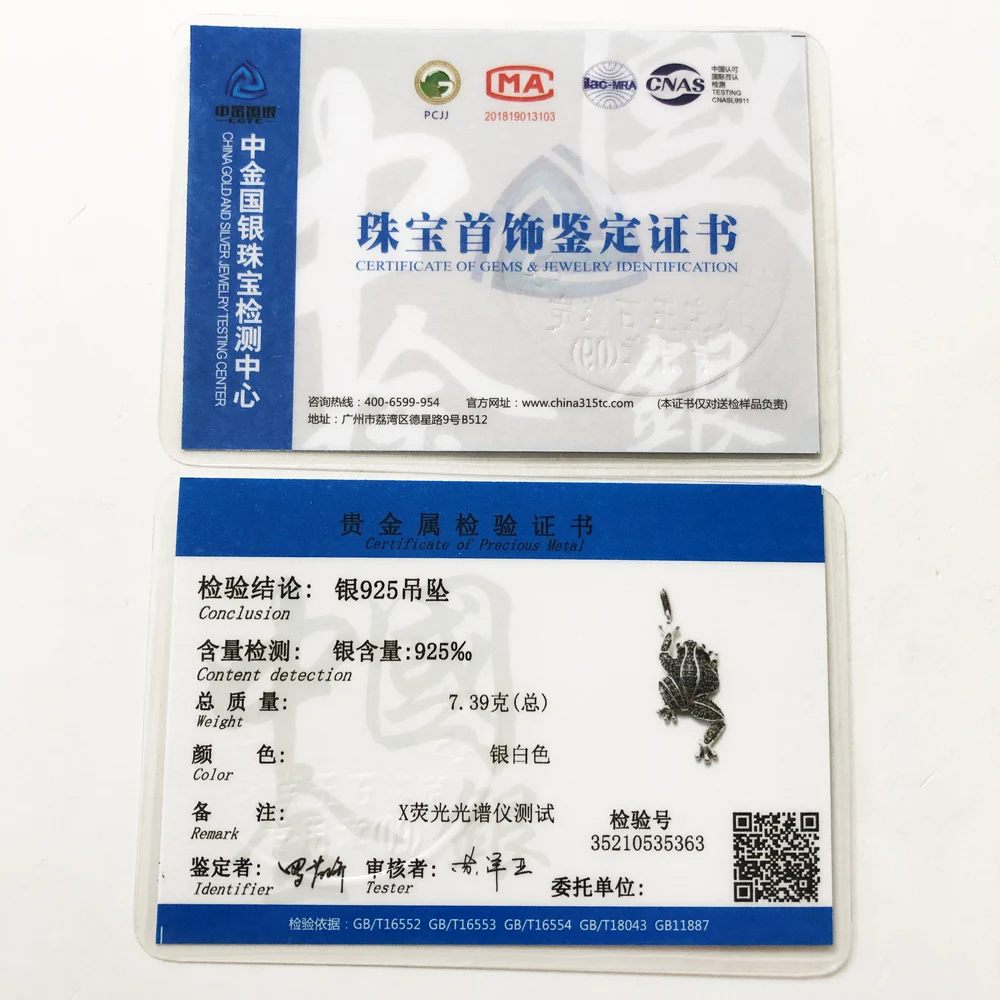 中金国银
CGTC
中金国银珠宝检测中心
CHINA GOLD AND SILVER JEWELRY TESTING CENTER
PCJJ
MA
201819013103
ilac-MRA
CNAS
中国认可
国际互认
检测
TESTING
CNASL9911
珠宝首饰鉴定证书
CERTIFICATE OF GEMS & JEWELRY IDENTIFICATION
咨询热线：400-6599-954 官方网址：www.china315tc.com (本证书仅对送检样品负责)
地址：广州市荔湾区德星路9号B512
贵金属检验证书
Certificate of Precious Metal
检验结论: 银925吊坠
Conclusion
含量检测: 银含量:925‰
Content detection
总质量: 7.39克(总)
Weight
颜色: 银白色
Color
备注: X荧光光谱仪测试
Remark
检验号
35210535363
鉴定者: 审核者:
Identifier Tester
委托单位:
检验依据：GB/T16552 GB/T16553 GB/T16554 GB/T18043 GB11887